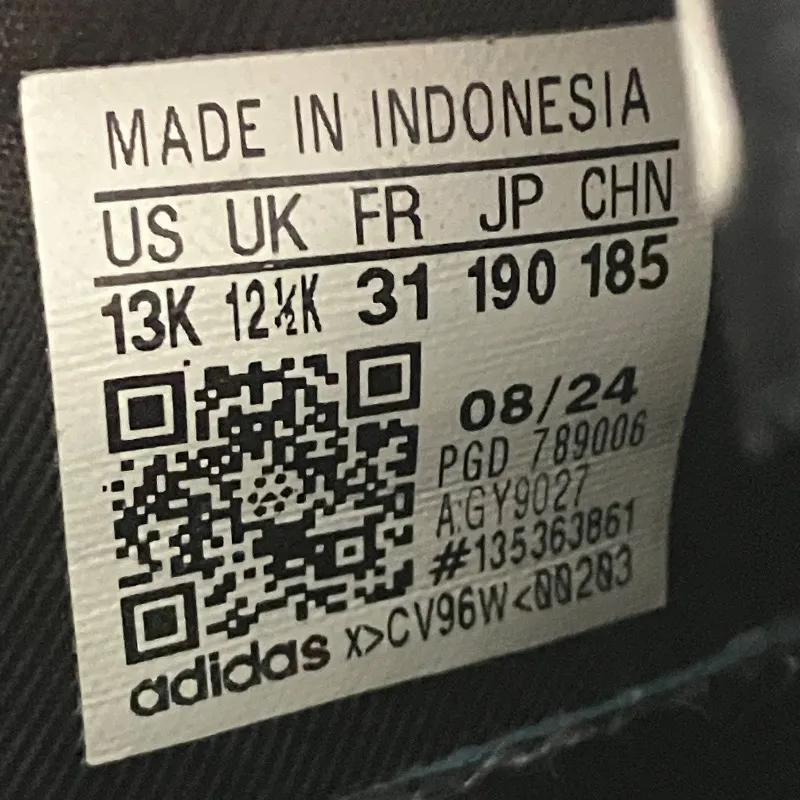 MADE IN INDONESIA
US UK FR JP CHN
13K 12½K 31 190 185
08/24
PGD 789006
A:GY9027
#135363861
adidas X>CV96W<00203